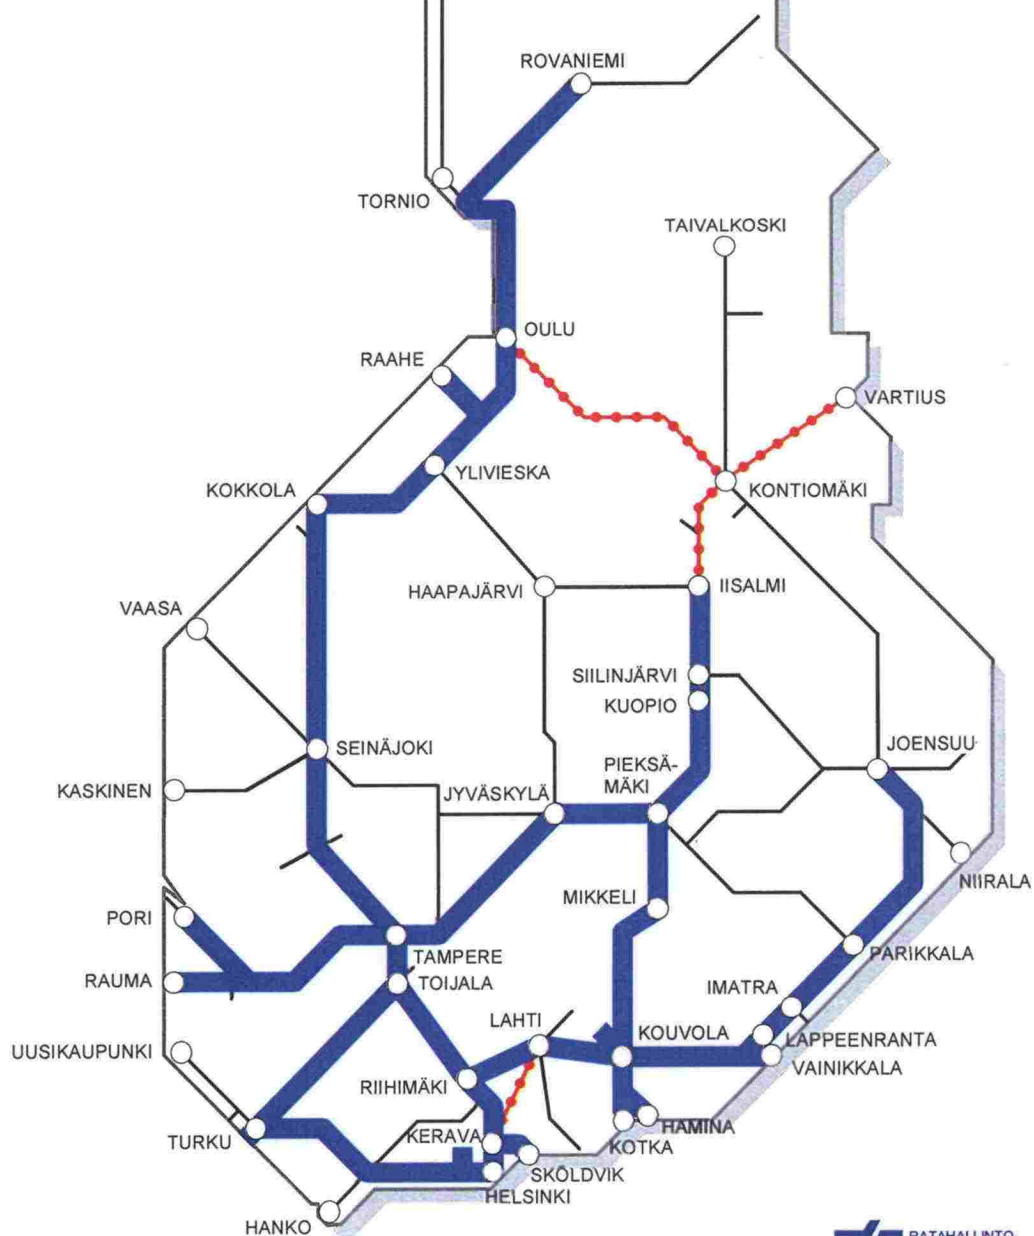 ROVANIEMI
TORNIO
TAIVALKOSKI
OULU
RAAHE
VARTIUS
YLIVIESKA
KOKKOLA
KONTIOMÄKI
HAAPAJÄRVI
IISALMI
VAASA
SIILINJÄRVI
KUOPIO
SEINÄJOKI
JOENSUU
PIEKSÄ-
MÄKI
KASKINEN
JYVÄSKYLÄ
NIIRALA
MIKKELI
PORI
TAMPERE
PARIKKALA
RAUMA
TOIJALA
IMATRA
LAHTI
KOUVOLA
LAPPEENRANTA
UUSIKAUPUNKI
VAINIKKALA
RIIHIMÄKI
HAMINA
TURKU
KERAVA
KOTKA
SKÖLDVIK
HELSINKI
HANKO
RATAHALLINTO